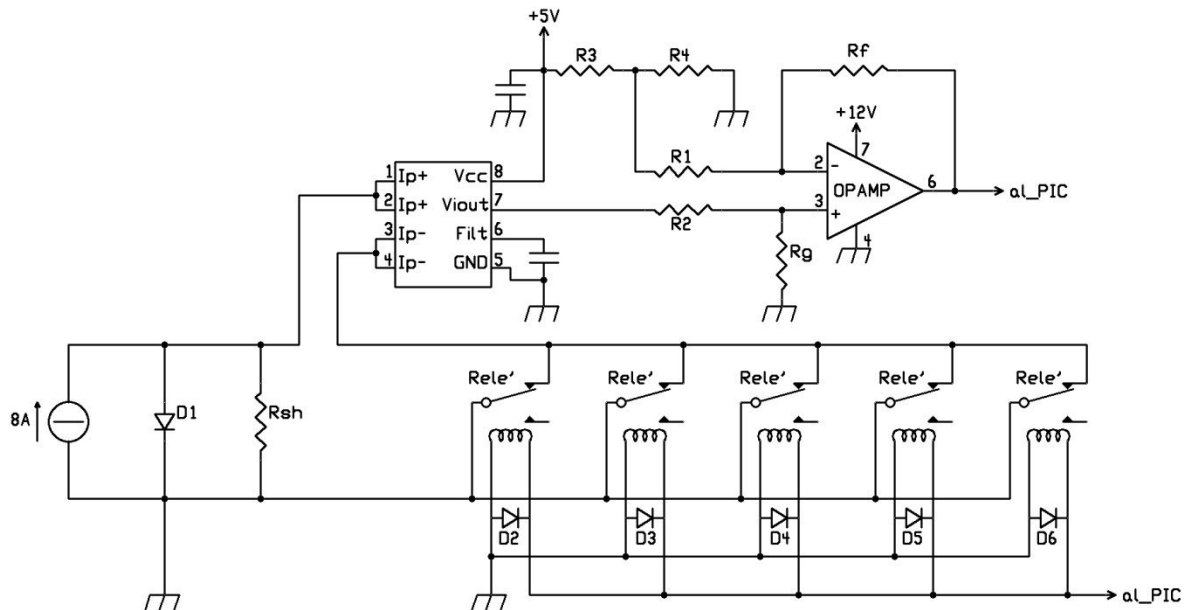 +5V
R3
R4
Rf
+12V
7
1 Ip+ Vcc 8
R1
2 -
OPAMP
6
al_PIC
2 Ip+ Viout 7
R2
3 +
4
3 Ip- Filt 6
Rg
4 Ip- GND 5
Rele'
Rele'
Rele'
Rele'
Rele'
8A
D1
Rsh
D2
D3
D4
D5
D6
al_PIC